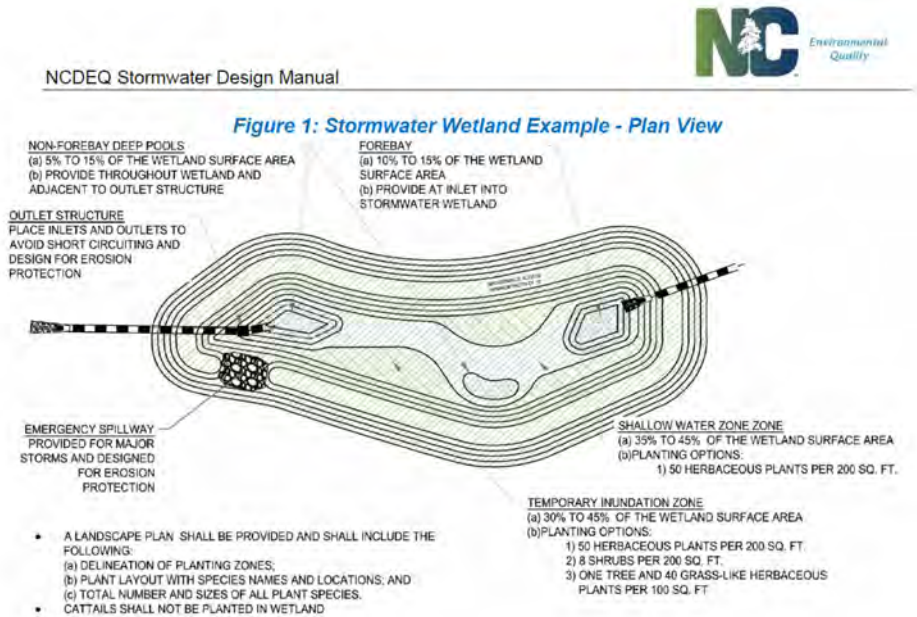 NC
Environmental
Quality
NCDEQ Stormwater Design Manual
Figure 1: Stormwater Wetland Example - Plan View
NON-FOREBAY DEEP POOLS
(a) 5% TO 15% OF THE WETLAND SURFACE AREA
(b) PROVIDE THROUGHOUT WETLAND AND
ADJACENT TO OUTLET STRUCTURE
FOREBAY
(a) 10% TO 15% OF THE WETLAND
SURFACE AREA
(b) PROVIDE AT INLET INTO
STORMWATER WETLAND
OUTLET STRUCTURE
PLACE INLETS AND OUTLETS TO
AVOID SHORT CIRCUITING AND
DESIGN FOR EROSION
PROTECTION
EMERGENCY SPILLWAY
PROVIDED FOR MAJOR
STORMS AND DESIGNED
FOR EROSION
PROTECTION
SHALLOW WATER ZONE ZONE
(a) 35% TO 45% OF THE WETLAND SURFACE AREA
(b)PLANTING OPTIONS:
1) 50 HERBACEOUS PLANTS PER 200 SQ. FT.
TEMPORARY INUNDATION ZONE
(a) 30% TO 45% OF THE WETLAND SURFACE AREA
(b)PLANTING OPTIONS:
1) 50 HERBACEOUS PLANTS PER 200 SQ. FT.
2) 8 SHRUBS PER 200 SQ. FT.
3) ONE TREE AND 40 GRASS-LIKE HERBACEOUS
PLANTS PER 100 SQ. FT
• A LANDSCAPE PLAN SHALL BE PROVIDED AND SHALL INCLUDE THE
FOLLOWING:
(a) DELINEATION OF PLANTING ZONES;
(b) PLANT LAYOUT WITH SPECIES NAMES AND LOCATIONS; AND
(c) TOTAL NUMBER AND SIZES OF ALL PLANT SPECIES.
• CATTAILS SHALL NOT BE PLANTED IN WETLAND